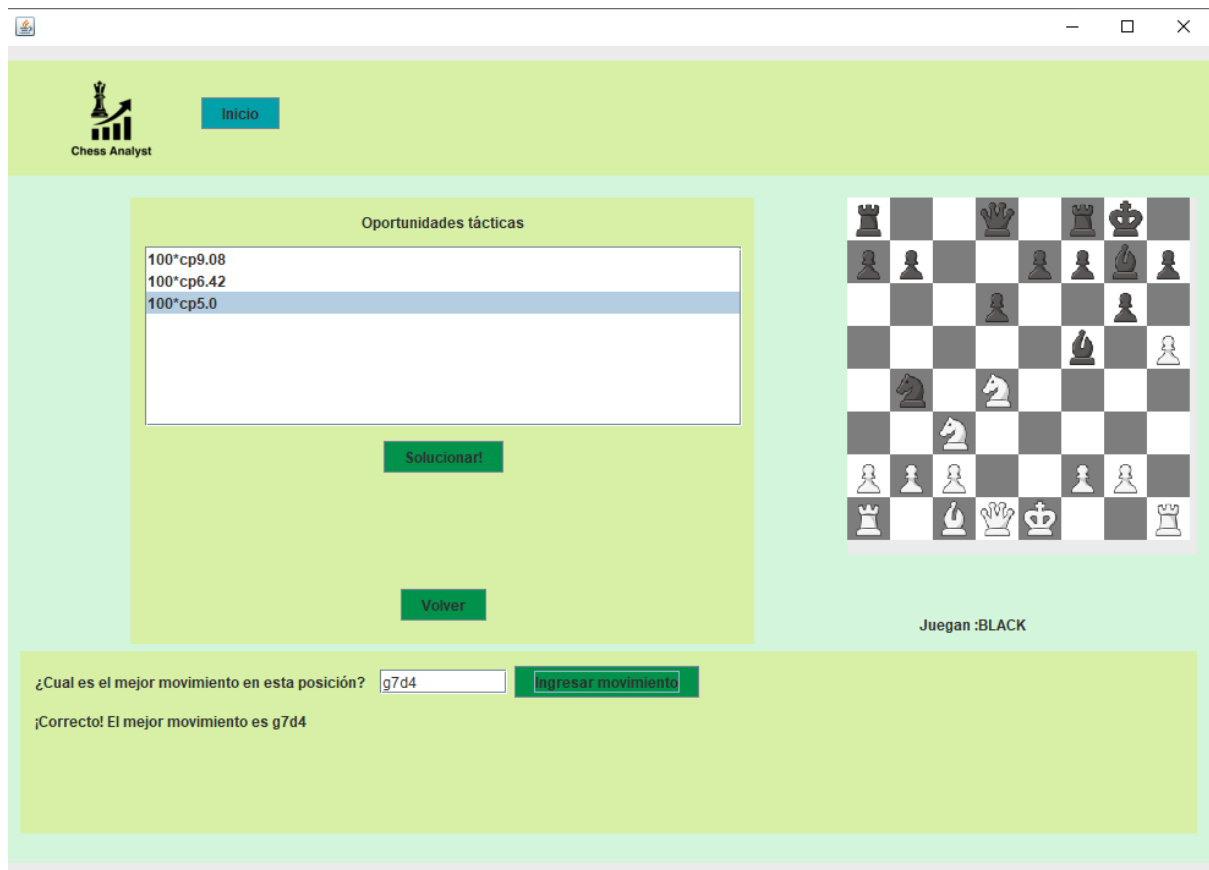 Inicio
Chess Analyst
Oportunidades tácticas
100*cp9.08
100*cp6.42
100*cp5.0
Solucionar!
Volver
Juegan :BLACK
¿Cual es el mejor movimiento en esta posición? g7d4 Ingresar movimiento
¡Correcto! El mejor movimiento es g7d4